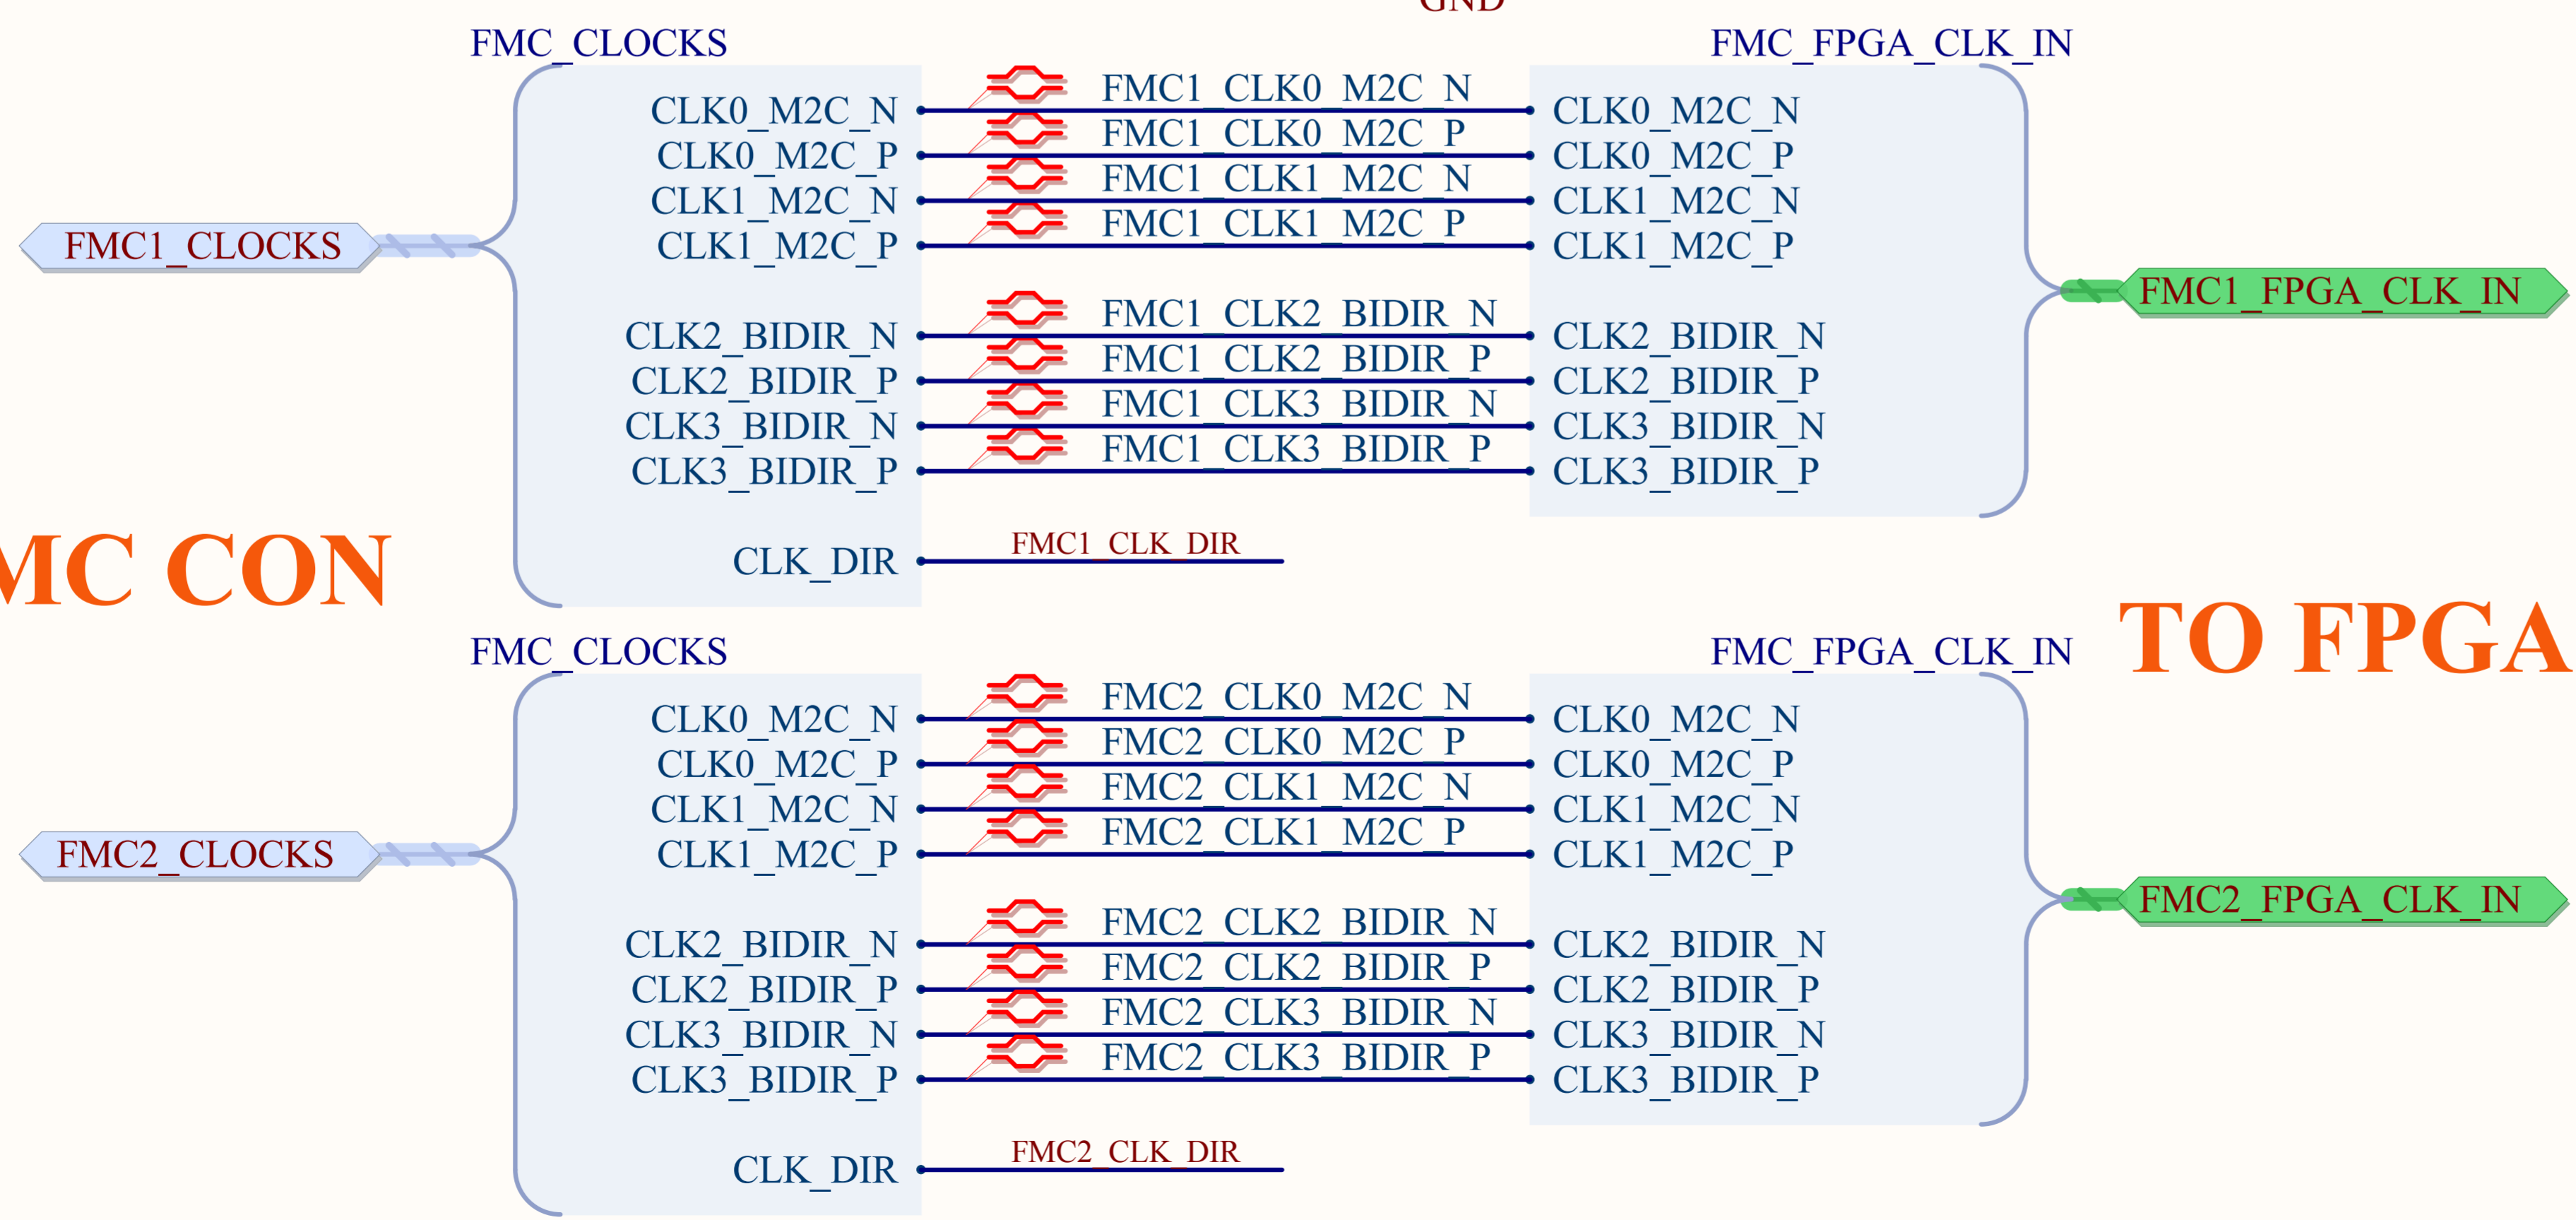 GND
FMC_CLOCKS
FMC_FPGA_CLK_IN
CLK0_M2C_N FMC1_CLK0_M2C_N CLK0_M2C_N
CLK0_M2C_P FMC1_CLK0_M2C_P CLK0_M2C_P
CLK1_M2C_N FMC1_CLK1_M2C_N CLK1_M2C_N
CLK1_M2C_P FMC1_CLK1_M2C_P CLK1_M2C_P
FMC1_CLOCKS
FMC1_FPGA_CLK_IN
CLK2_BIDIR_N FMC1_CLK2_BIDIR_N CLK2_BIDIR_N
CLK2_BIDIR_P FMC1_CLK2_BIDIR_P CLK2_BIDIR_P
CLK3_BIDIR_N FMC1_CLK3_BIDIR_N CLK3_BIDIR_N
CLK3_BIDIR_P FMC1_CLK3_BIDIR_P CLK3_BIDIR_P
CLK_DIR FMC1_CLK_DIR
MC CON
TO FPGA
FMC_CLOCKS
FMC_FPGA_CLK_IN
CLK0_M2C_N FMC2_CLK0_M2C_N CLK0_M2C_N
CLK0_M2C_P FMC2_CLK0_M2C_P CLK0_M2C_P
CLK1_M2C_N FMC2_CLK1_M2C_N CLK1_M2C_N
CLK1_M2C_P FMC2_CLK1_M2C_P CLK1_M2C_P
FMC2_CLOCKS
FMC2_FPGA_CLK_IN
CLK2_BIDIR_N FMC2_CLK2_BIDIR_N CLK2_BIDIR_N
CLK2_BIDIR_P FMC2_CLK2_BIDIR_P CLK2_BIDIR_P
CLK3_BIDIR_N FMC2_CLK3_BIDIR_N CLK3_BIDIR_N
CLK3_BIDIR_P FMC2_CLK3_BIDIR_P CLK3_BIDIR_P
CLK_DIR FMC2_CLK_DIR